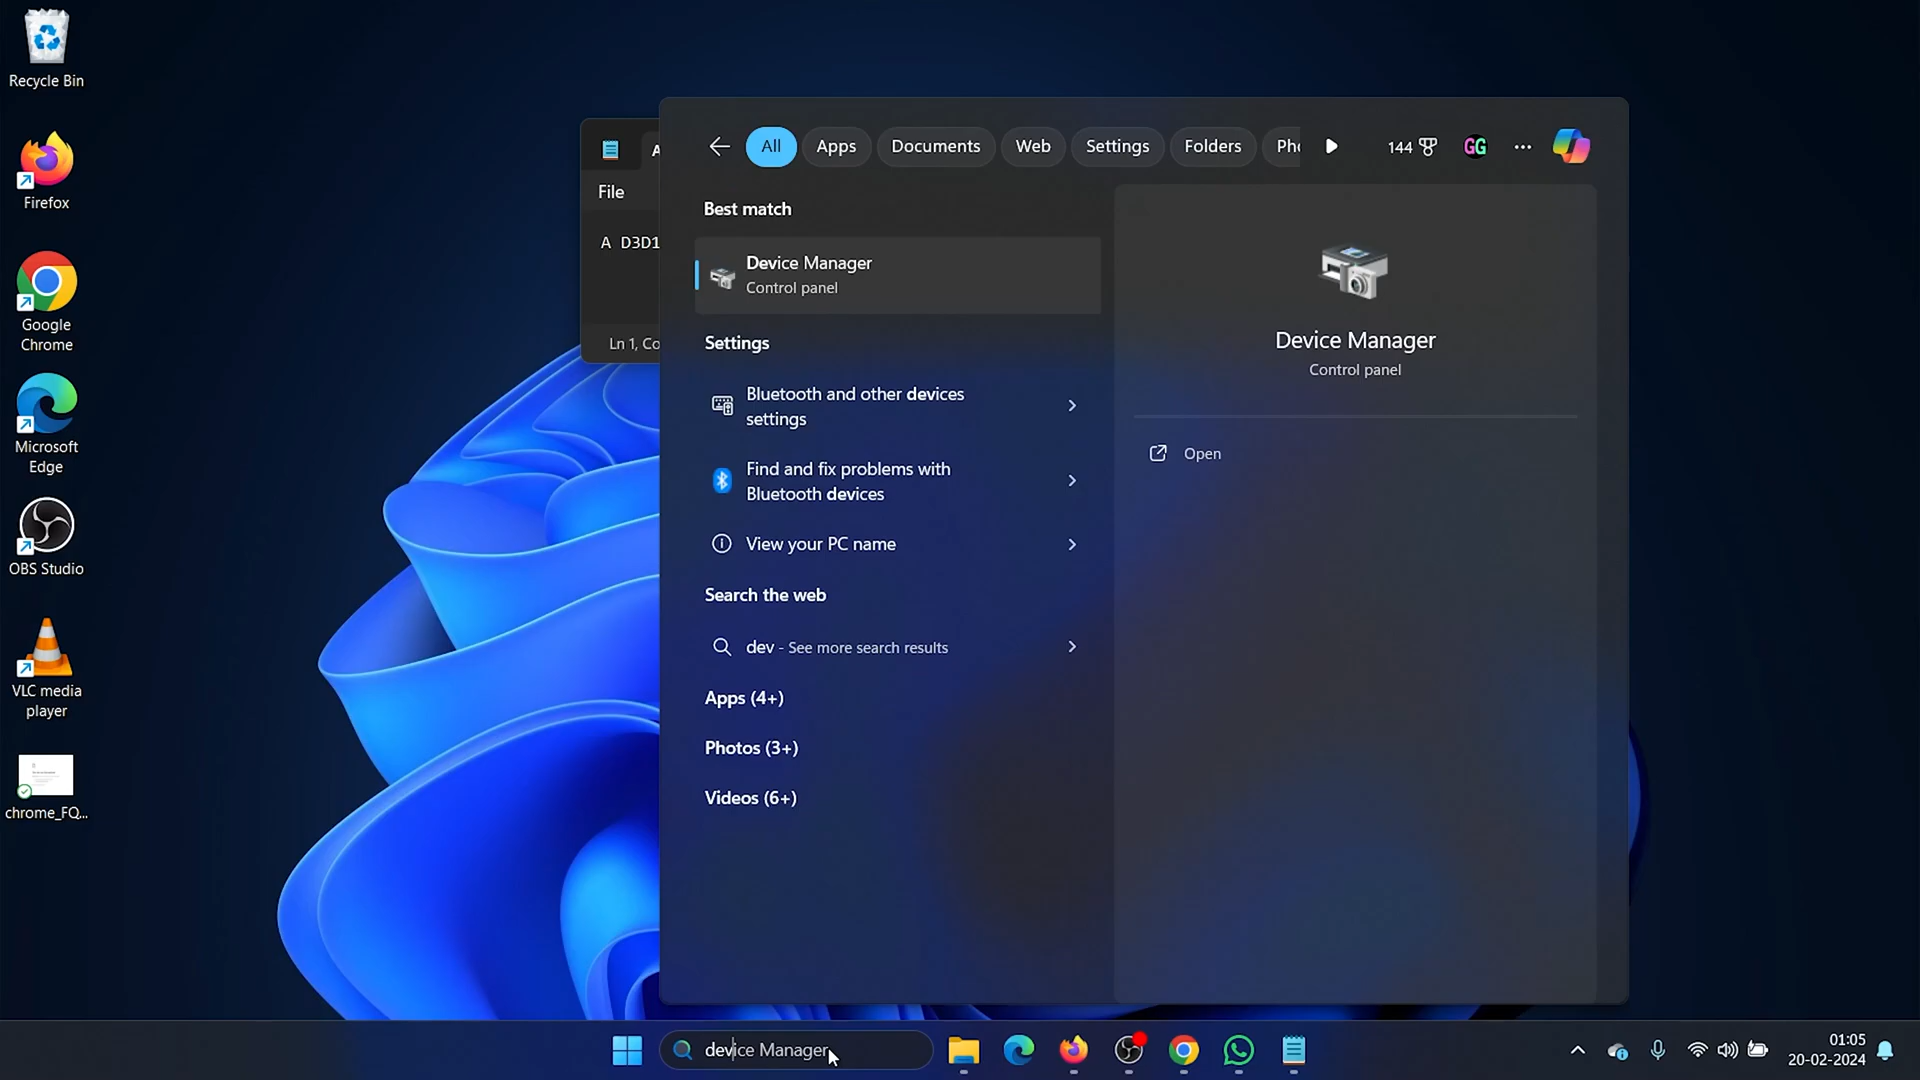 Recycle Bin
Firefox
Google
Chrome
Microsoft
Edge
OBS Studio
VLC media
player
chrome_FQ...
A
File
A D3D1
Ln 1, Co
All
Apps
Documents
Web
Settings
Folders
Pho
144
GG
...
Best match
Device Manager
Control panel
Settings
Bluetooth and other devices
settings
Find and fix problems with
Bluetooth devices
View your PC name
Search the web
dev - See more search results
Apps (4+)
Photos (3+)
Videos (6+)
Device Manager
Control panel
Open
device Manager
01:05
20-02-2024